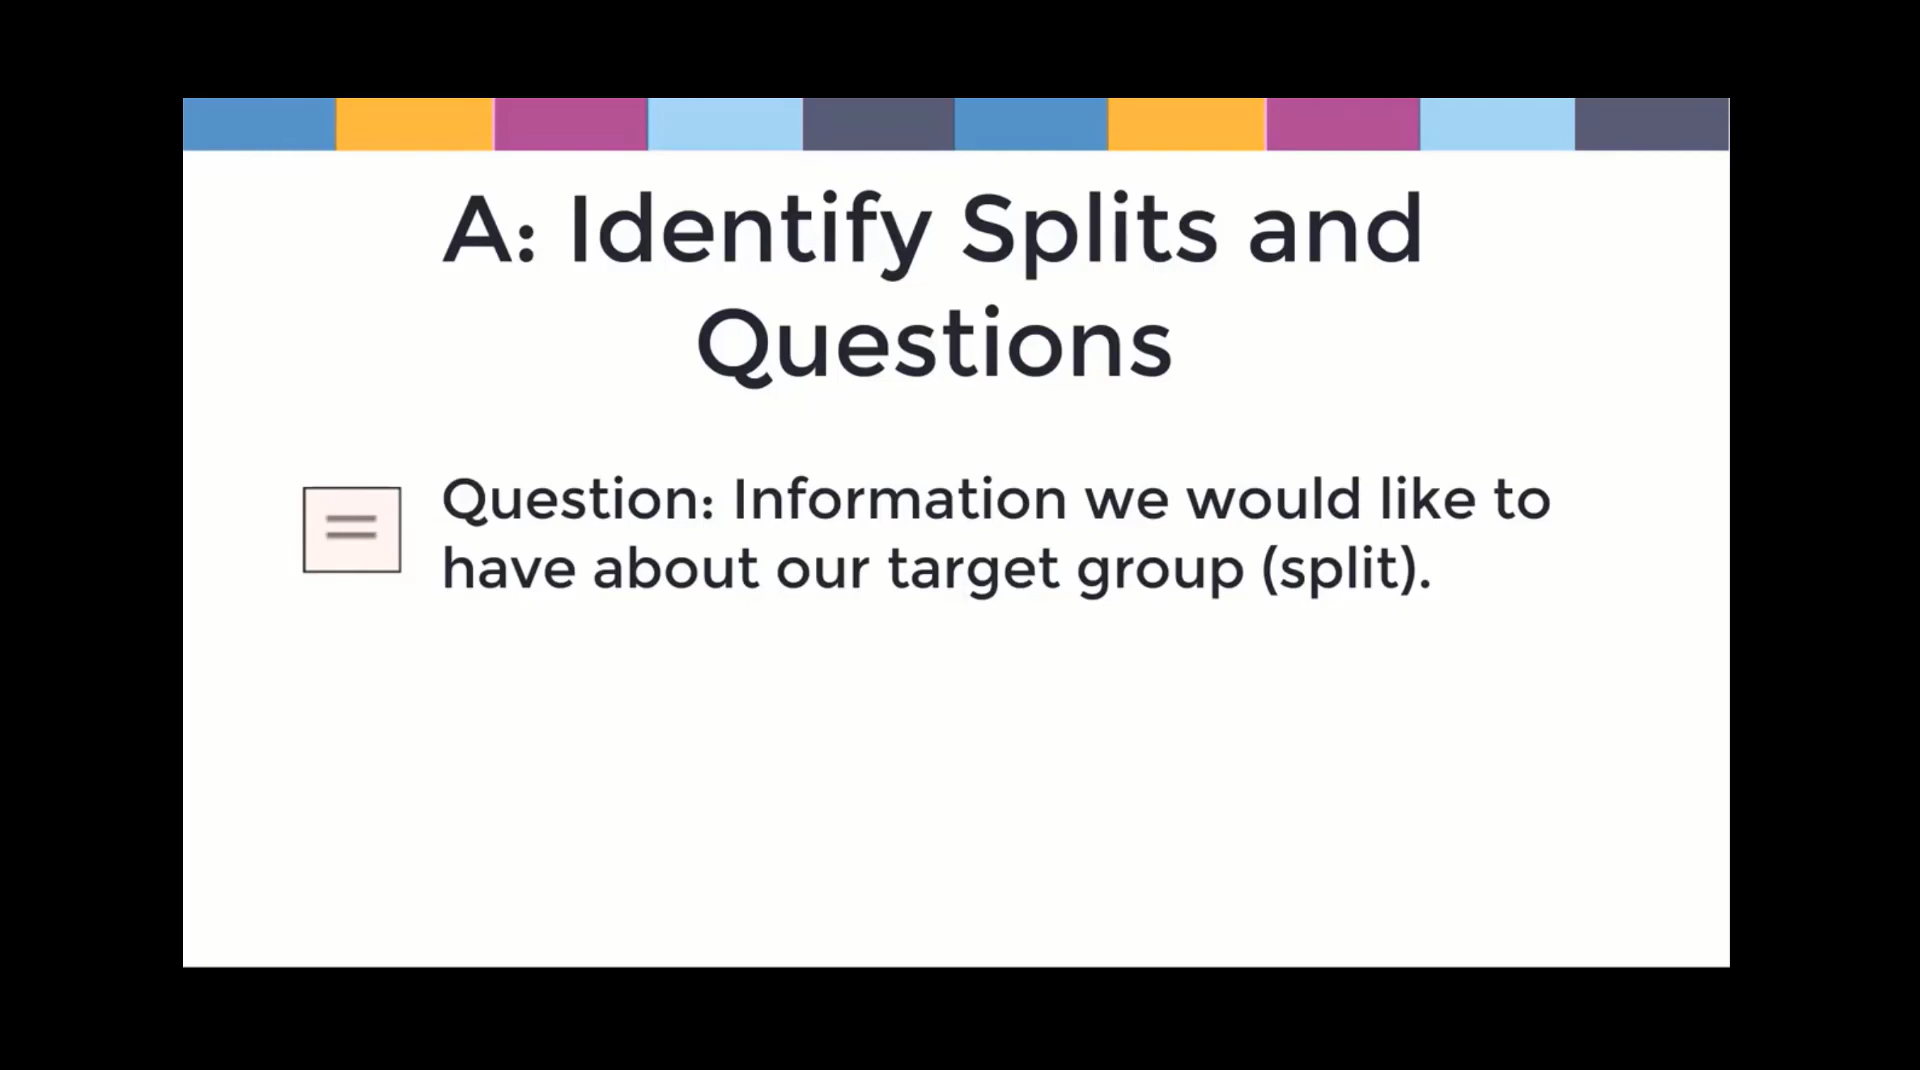 A: Identify Splits and
Questions
Question: Information we would like to
have about our target group (split).